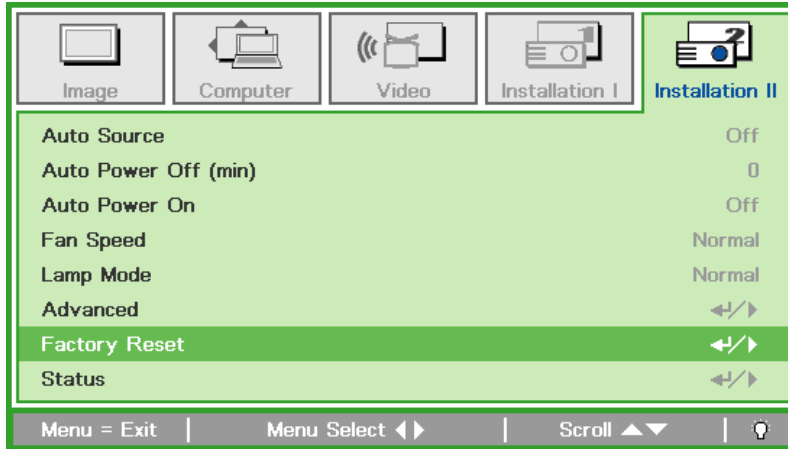 Image Computer Video Installation I Installation II
Auto Source Off
Auto Power Off (min) 0
Auto Power On Off
Fan Speed Normal
Lamp Mode Normal
Advanced
Factory Reset
Status
Menu = Exit Menu Select Scroll